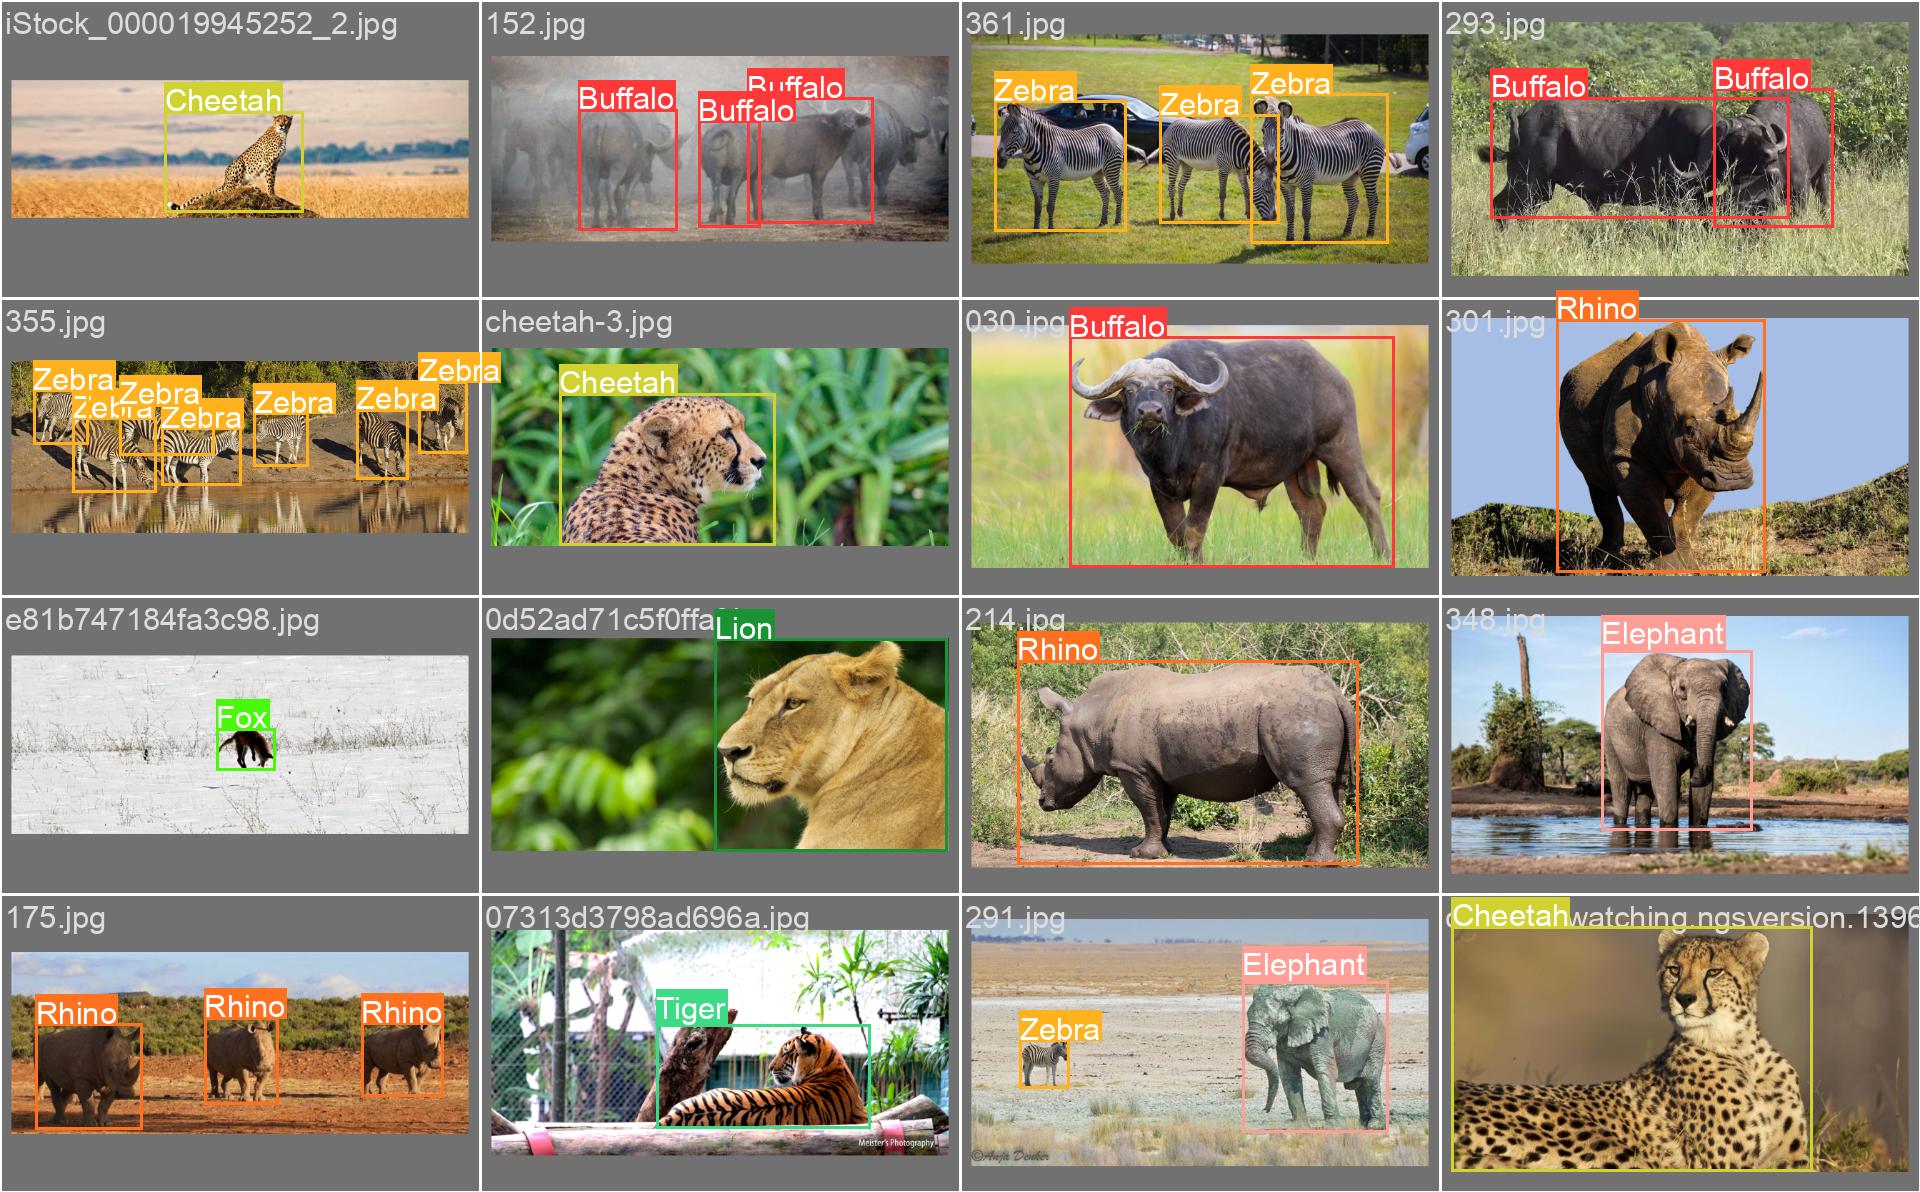 iStock_000019945252_2.jpg
Cheetah
152.jpg
Buffalo
Buffalo
Buffalo
361.jpg
Zebra
Zebra
Zebra
293.jpg
Buffalo
Buffalo
355.jpg
Zebra
Zebra
Zebra
Zebra
Zebra
Zebra
Zebra
cheetah-3.jpg
Cheetah
030.jpg
Buffalo
301.jpg
Rhino
e81b747184fa3c98.jpg
Fox
0d52ad71c5f0ffa
Lion
214.jpg
Rhino
348.jpg
Elephant
175.jpg
Rhino
Rhino
Rhino
07313d3798ad696a.jpg
Tiger
Meister's Photography
291.jpg
Zebra
Elephant
©Anja Denker
watching.ngsversion.1396
Cheetah